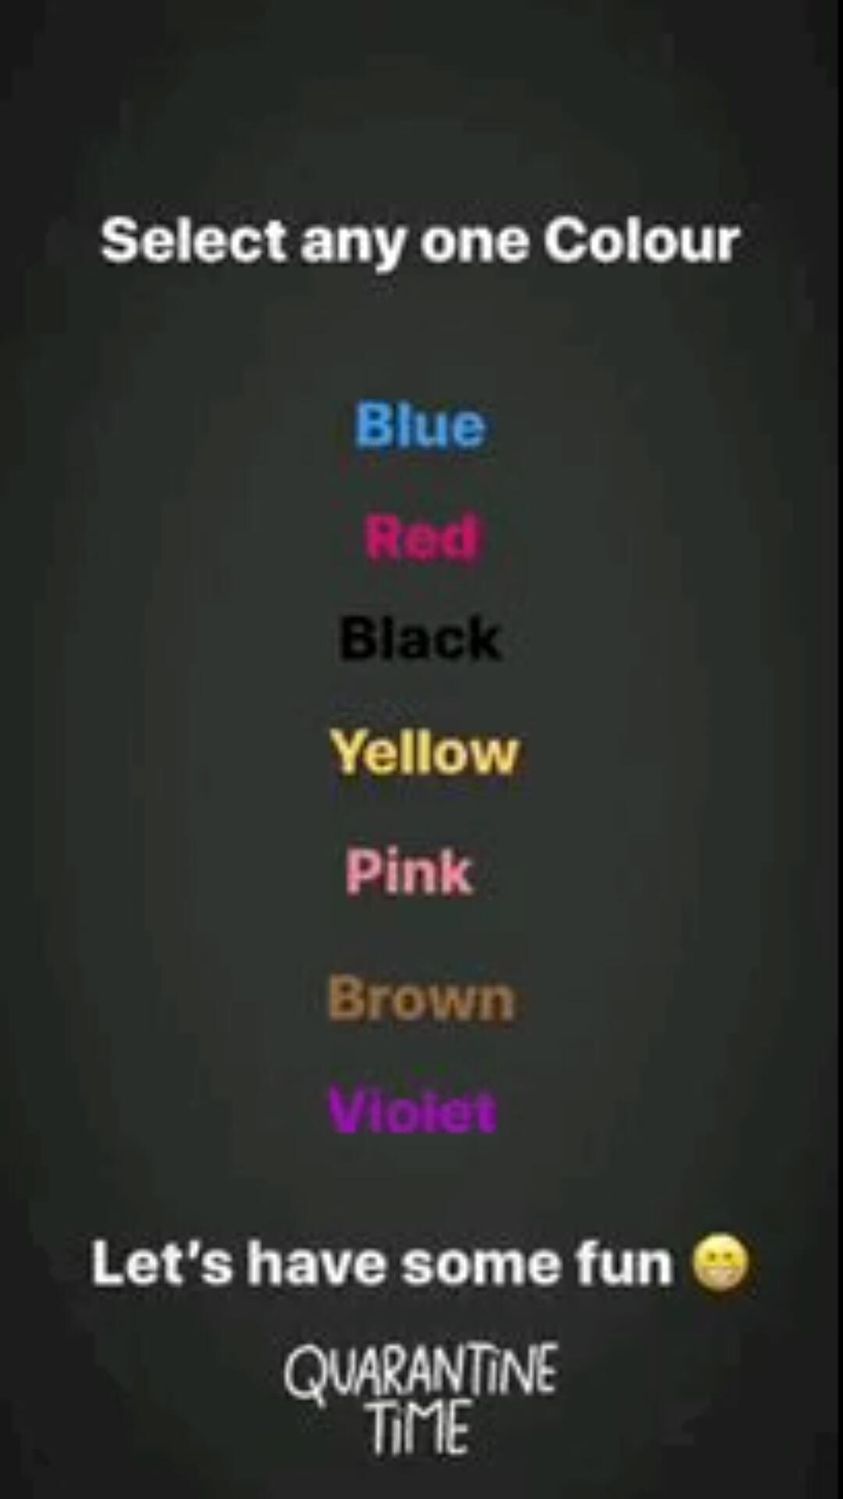 Select any one Colour
Blue
Red
Black
Yellow
Pink
Brown
Violet
Let's have some fun 😁
QUARANTiNE
TiME